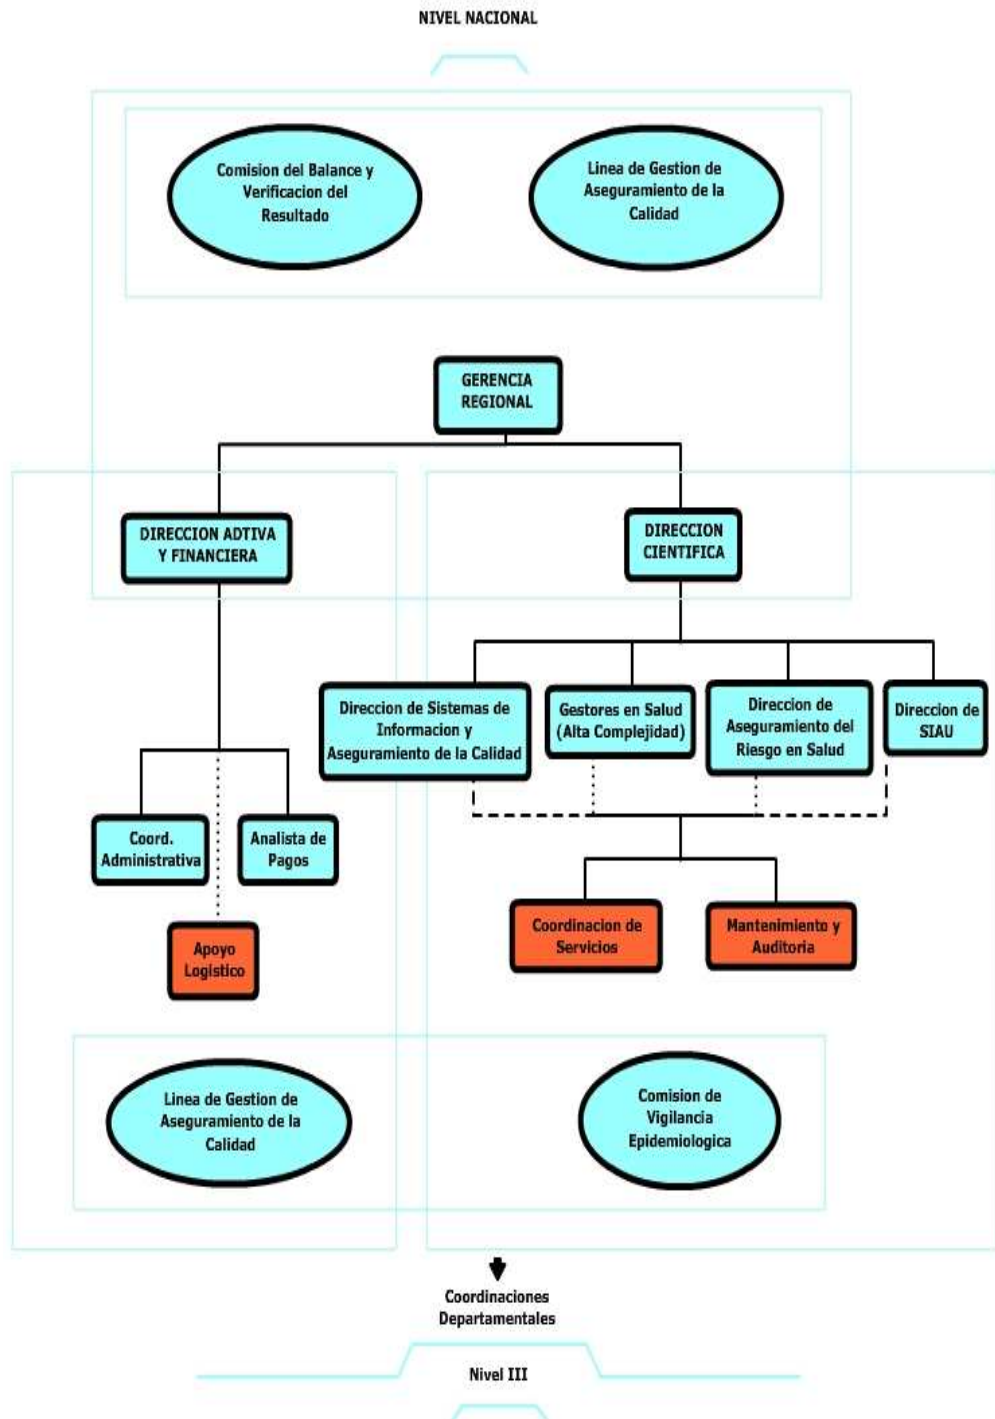 NIVEL NACIONAL
Comision del Balance y
Verificacion del
Resultado
Linea de Gestion de
Aseguramiento de la
Calidad
GERENCIA
REGIONAL
DIRECCION ADTIVA
Y FINANCIERA
DIRECCION
CIENTIFICA
Direccion de Sistemas de
Informacion y
Aseguramiento de la Calidad
Gestores en Salud
(Alta Complejidad)
Direccion de
Aseguramiento del
Riesgo en Salud
Direccion de
SIAU
Coord.
Administrativa
Analista de
Pagos
Apoyo
Logistico
Coordinacion de
Servicios
Mantenimiento y
Auditoria
Linea de Gestion de
Aseguramiento de la
Calidad
Comision de
Vigilancia
Epidemiologica
Coordinaciones
Departamentales
Nivel III